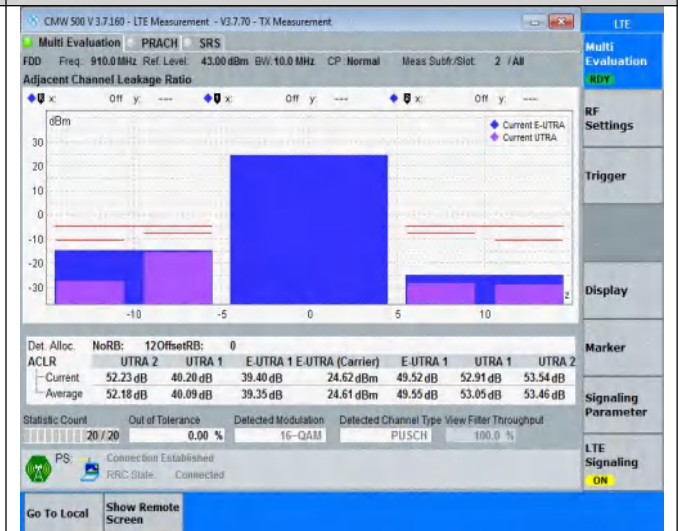 CMW 500 V 3.7.160 - LTE Measurement - V3.7.70 - TX Measurement
LTE
Multi Evaluation PRACH SRS
Multi Evaluation
RDY
FDD Freq: 910.0 MHz Ref. Level: 43.00 dBm BW: 10.0 MHz CP: Normal Meas Subfr./Slot: 2 / All
Adjacent Channel Leakage Ratio
x: Off y: --- x: Off y: --- x: Off y: ---
RF Settings
dBm
Current E-UTRA
Current UTRA
30
20
10
0
-10
-20
-30
-10 -5 0 5 10
Trigger
Display
Marker
Signaling Parameter
LTE Signaling
ON
Det. Alloc. NoRB: 12 OffsetRB: 0
ACLR UTRA 2 UTRA 1 E-UTRA 1 E-UTRA (Carrier) E-UTRA 1 UTRA 1 UTRA 2
Current 52.23 dB 40.20 dB 39.40 dB 24.62 dBm 49.52 dB 52.91 dB 53.54 dB
Average 52.18 dB 40.09 dB 39.35 dB 24.61 dBm 49.55 dB 53.05 dB 53.46 dB
Statistic Count Out of Tolerance Detected Modulation Detected Channel Type View Filter Throughput
20 / 20 0.00 % 16-QAM PUSCH 100.0 %
PS: Connection Established
RRC State: Connected
Go To Local
Show Remote Screen